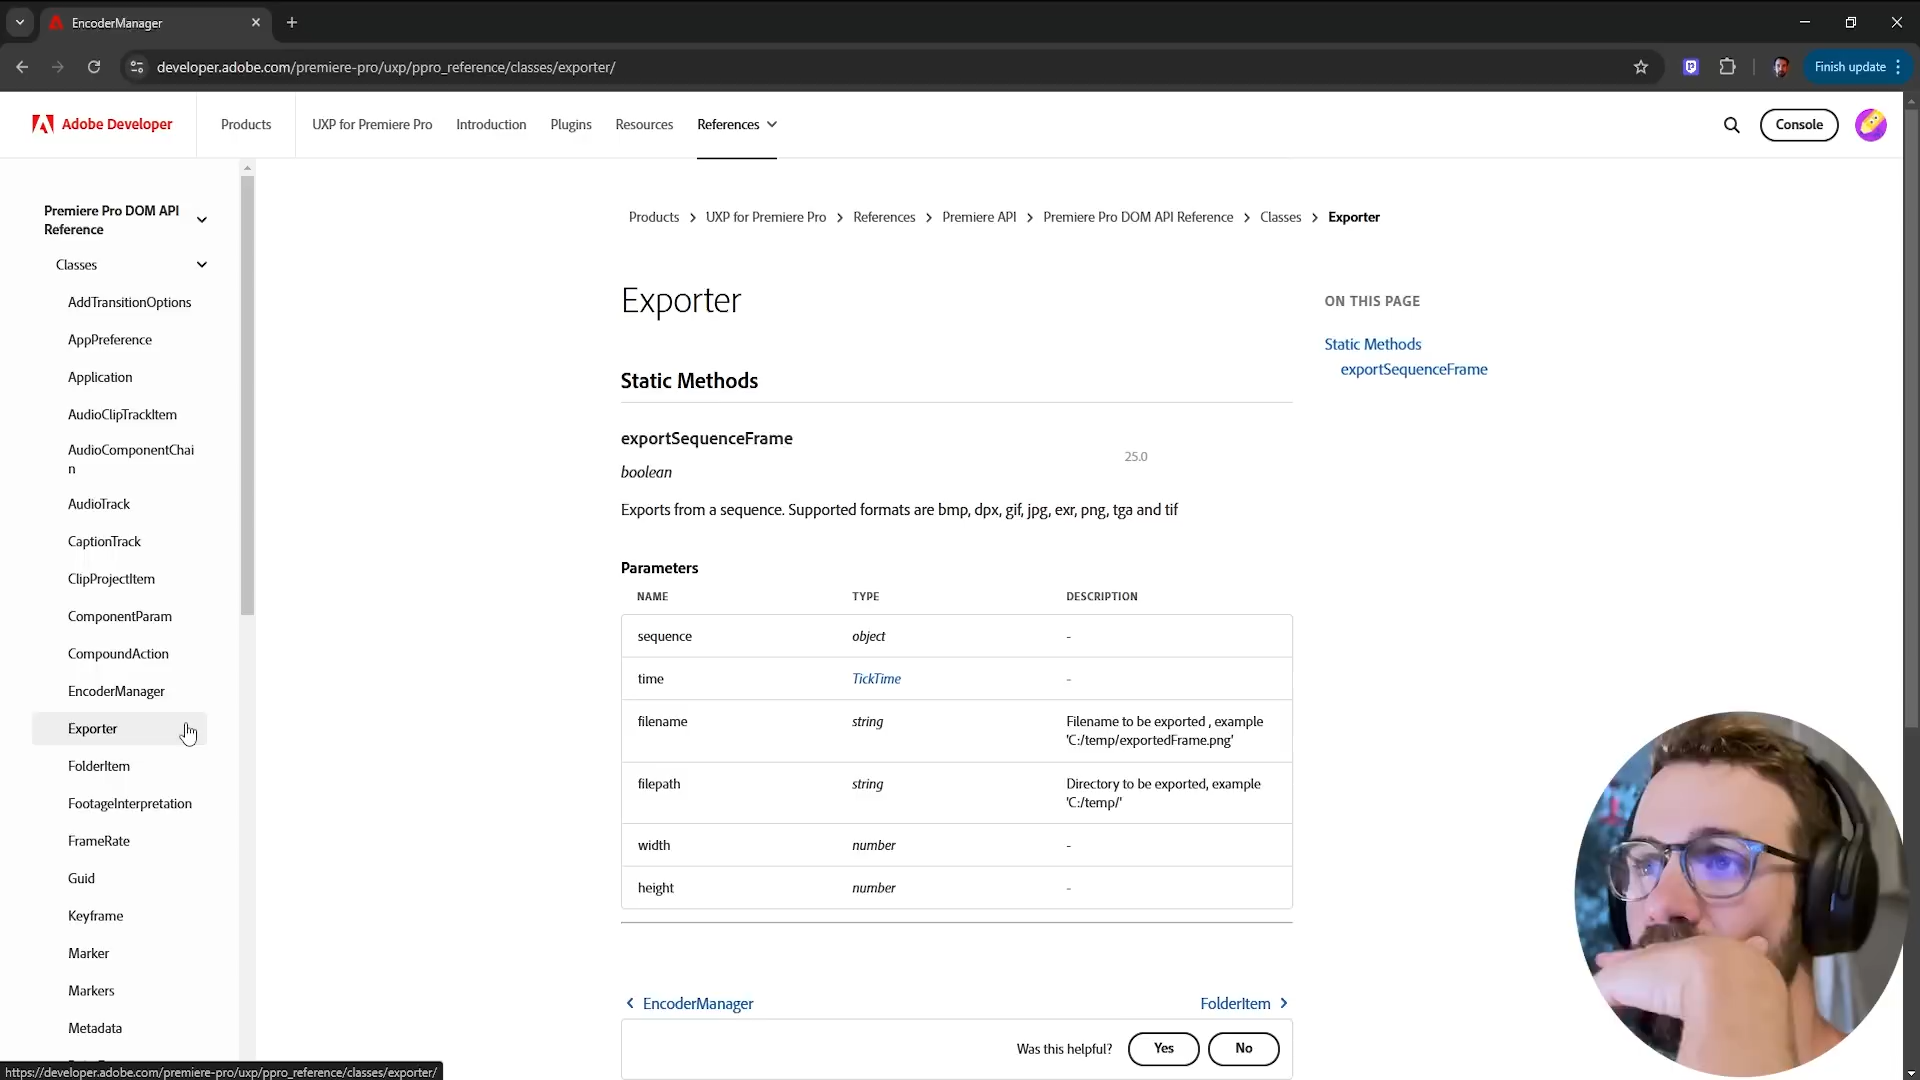 EncoderManager
developer.adobe.com/premiere-pro/uxp/ppro_reference/classes/exporter/
Finish update
Adobe Developer
Products
UXP for Premiere Pro
Introduction
Plugins
Resources
References
Console
Premiere Pro DOM API
Reference
Classes
AddTransitionOptions
AppPreference
Application
AudioClipTrackItem
AudioComponentChai
n
AudioTrack
CaptionTrack
ClipProjectItem
ComponentParam
CompoundAction
EncoderManager
Exporter
FolderItem
FootageInterpretation
FrameRate
Guid
Keyframe
Marker
Markers
Metadata
https://developer.adobe.com/premiere-pro/uxp/ppro_reference/classes/exporter/
Products > UXP for Premiere Pro > References > Premiere API > Premiere Pro DOM API Reference > Classes > Exporter
Exporter
Static Methods
exportSequenceFrame
25.0
boolean
Exports from a sequence. Supported formats are bmp, dpx, gif, jpg, exr, png, tga and tif
Parameters
NAME TYPE DESCRIPTION
sequence object -
time TickTime -
filename string Filename to be exported , example
'C:/temp/exportedFrame.png'
filepath string Directory to be exported, example
'C:/temp/'
width number -
height number -
EncoderManager
FolderItem
Was this helpful? Yes No
ON THIS PAGE
Static Methods
exportSequenceFrame